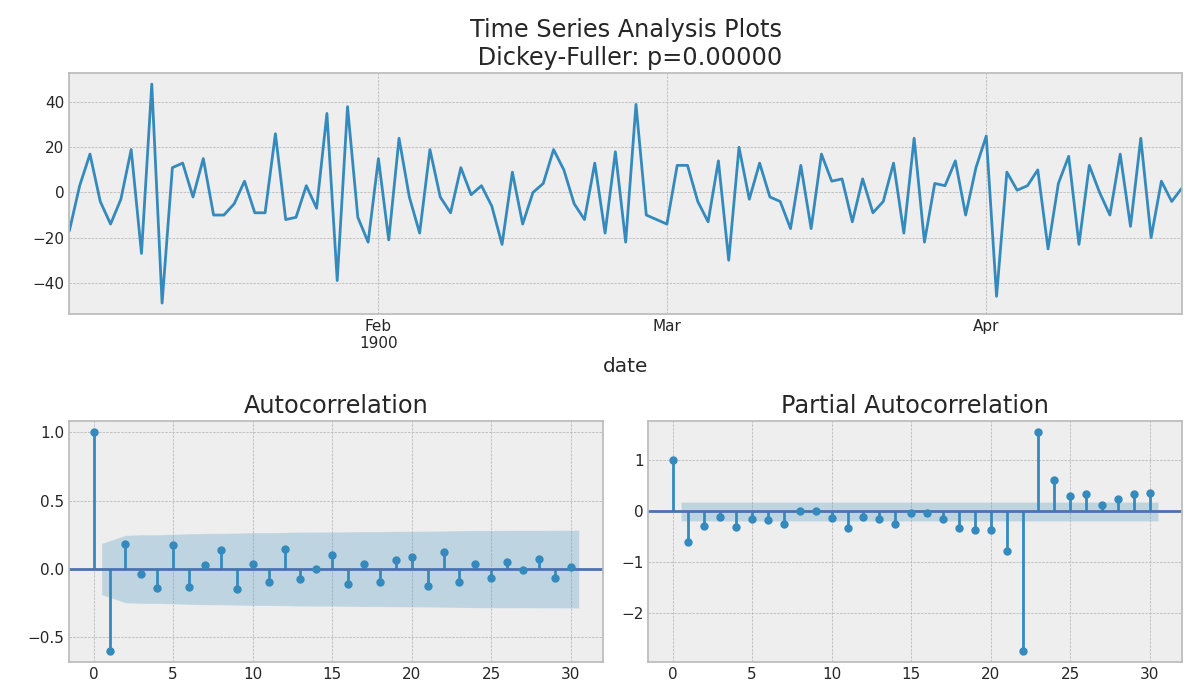 Time Series Analysis Plots
Dickey-Fuller: p=0.00000
40
20
0
−20
−40
Feb
1900
Mar
Apr
date
Autocorrelation
1.0
0.5
0.0
−0.5
0 5 10 15 20 25 30
Partial Autocorrelation
1
0
−1
−2
0 5 10 15 20 25 30